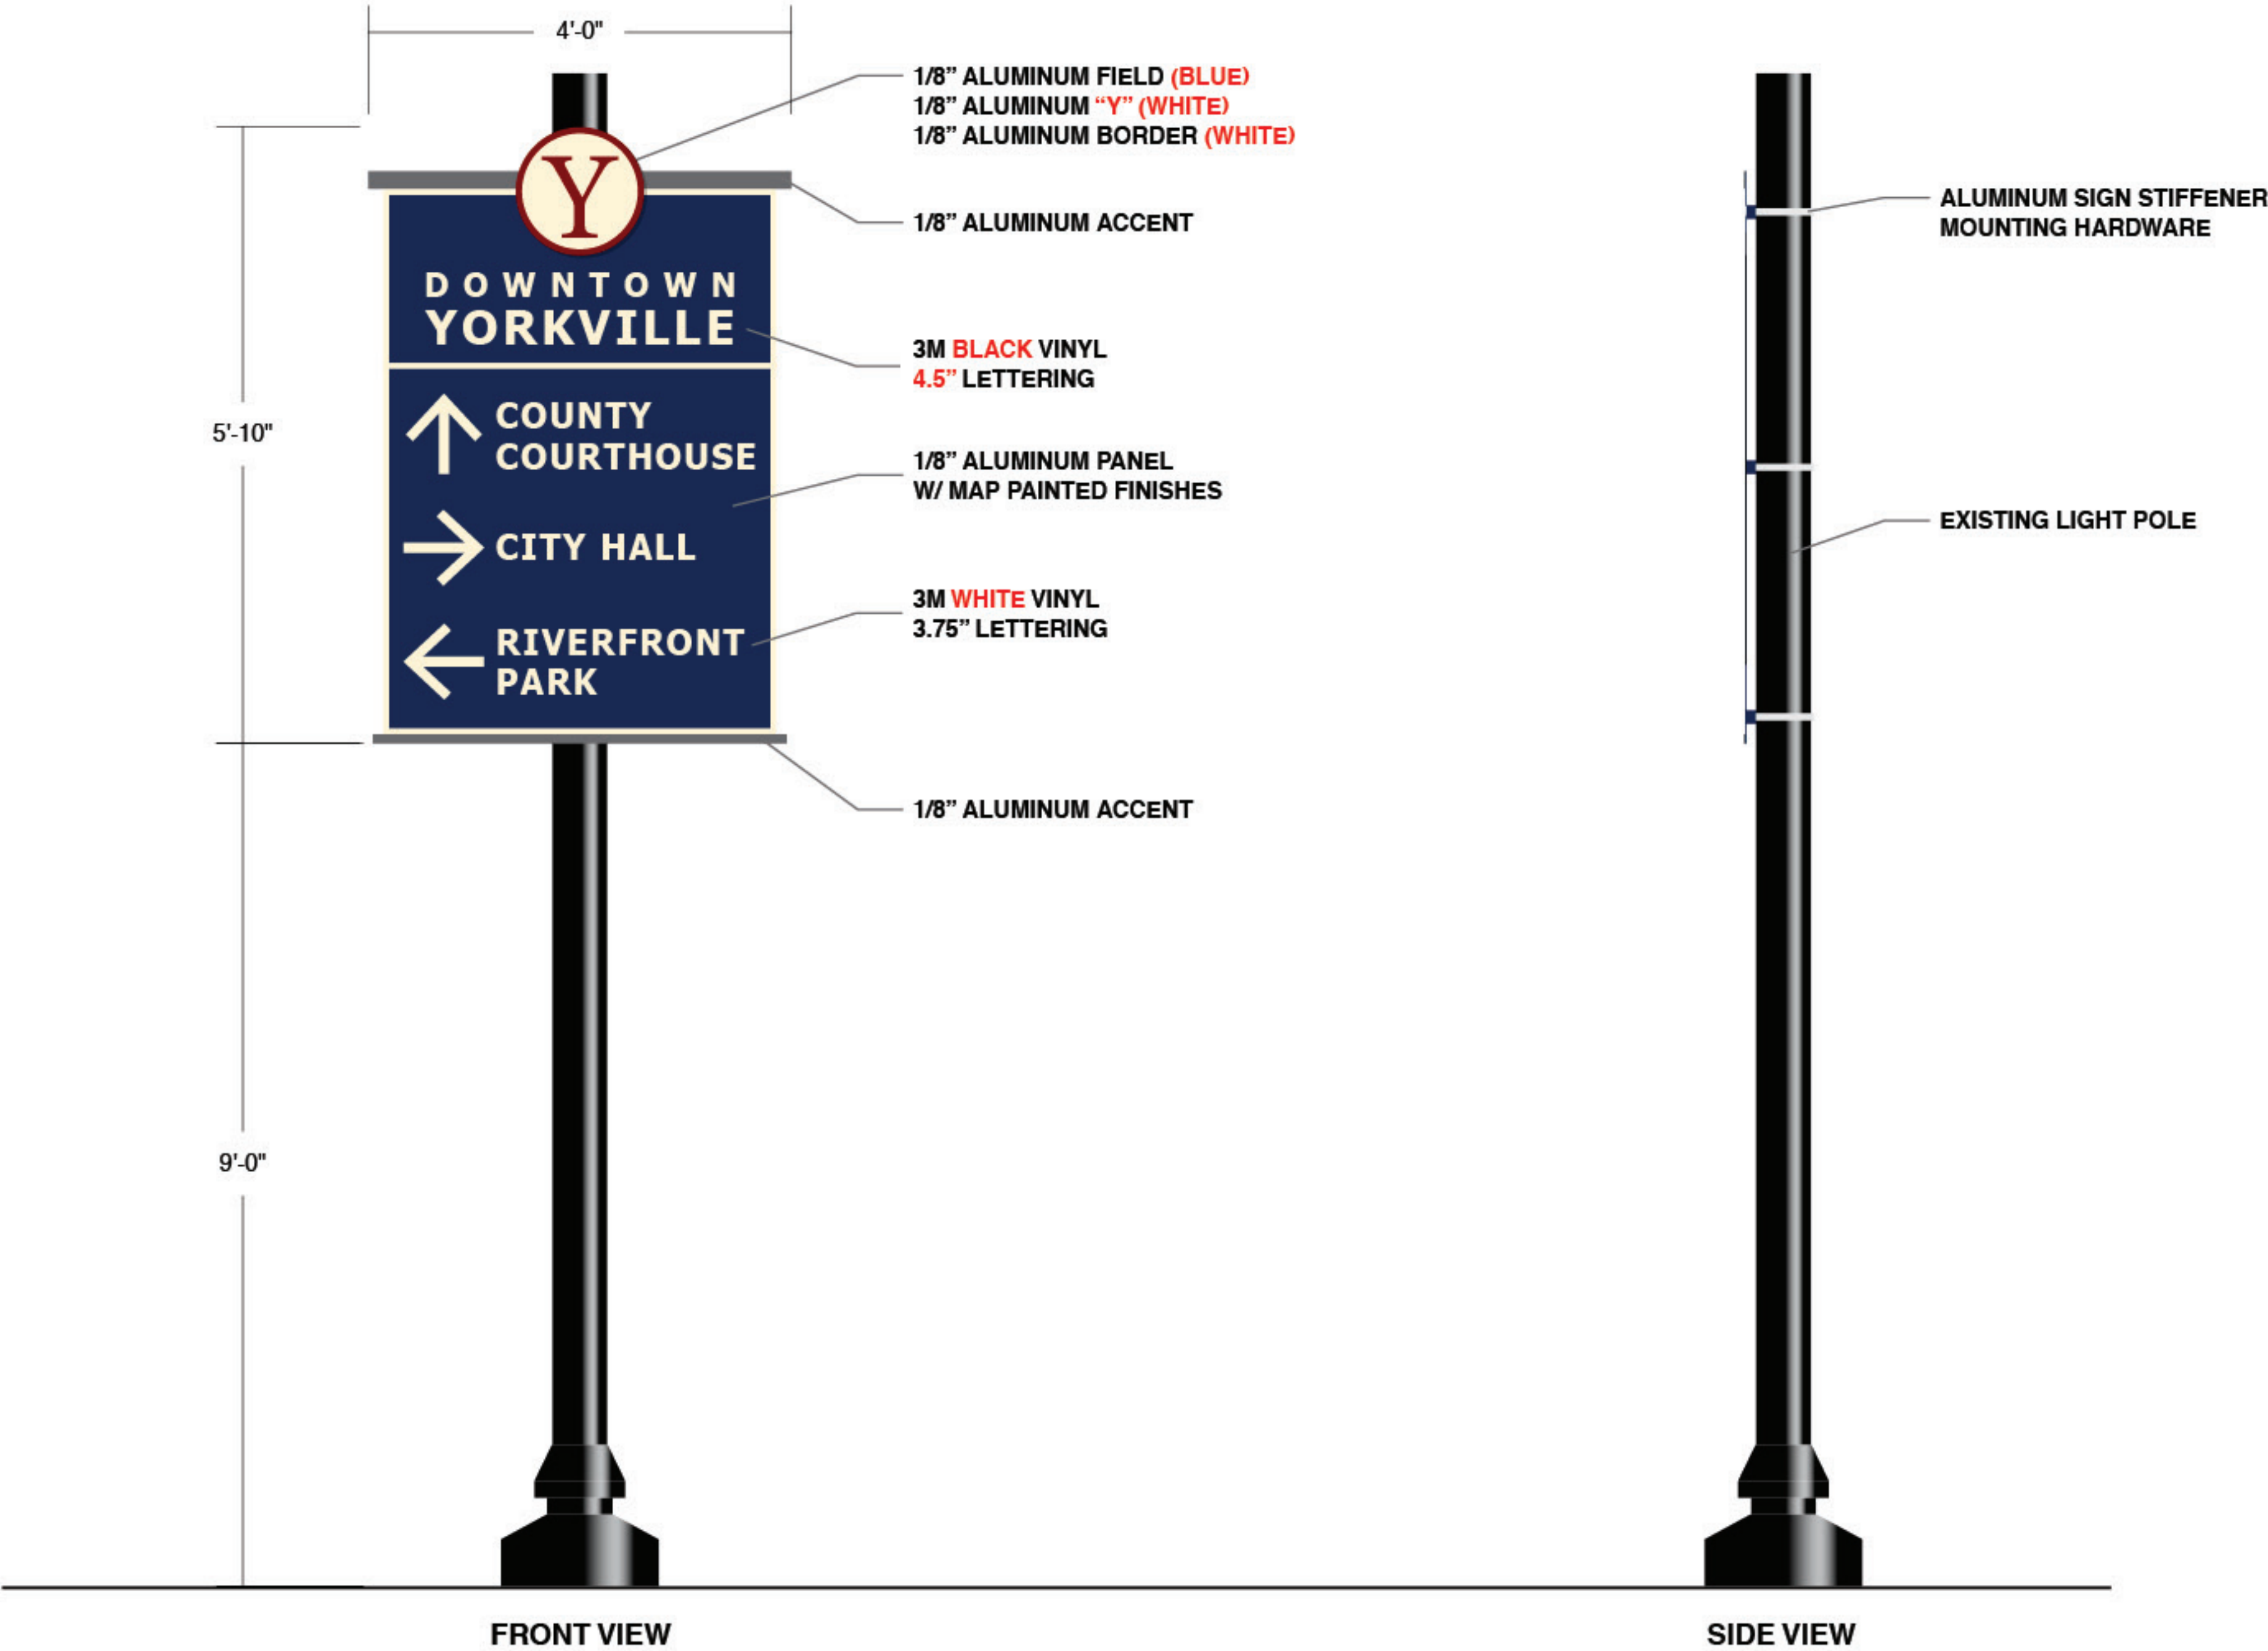 4'-0"
1/8” ALUMINUM FIELD (BLUE)
1/8” ALUMINUM “Y” (WHITE)
1/8” ALUMINUM BORDER (WHITE)
Y
1/8” ALUMINUM ACCENT
DOWNTOWN
YORKVILLE
3M BLACK VINYL
4.5” LETTERING
5'-10"
COUNTY
COURTHOUSE
1/8” ALUMINUM PANEL
W/ MAP PAINTED FINISHES
CITY HALL
3M WHITE VINYL
3.75” LETTERING
RIVERFRONT
PARK
1/8” ALUMINUM ACCENT
9'-0"
FRONT VIEW
ALUMINUM SIGN STIFFENER
MOUNTING HARDWARE
EXISTING LIGHT POLE
SIDE VIEW